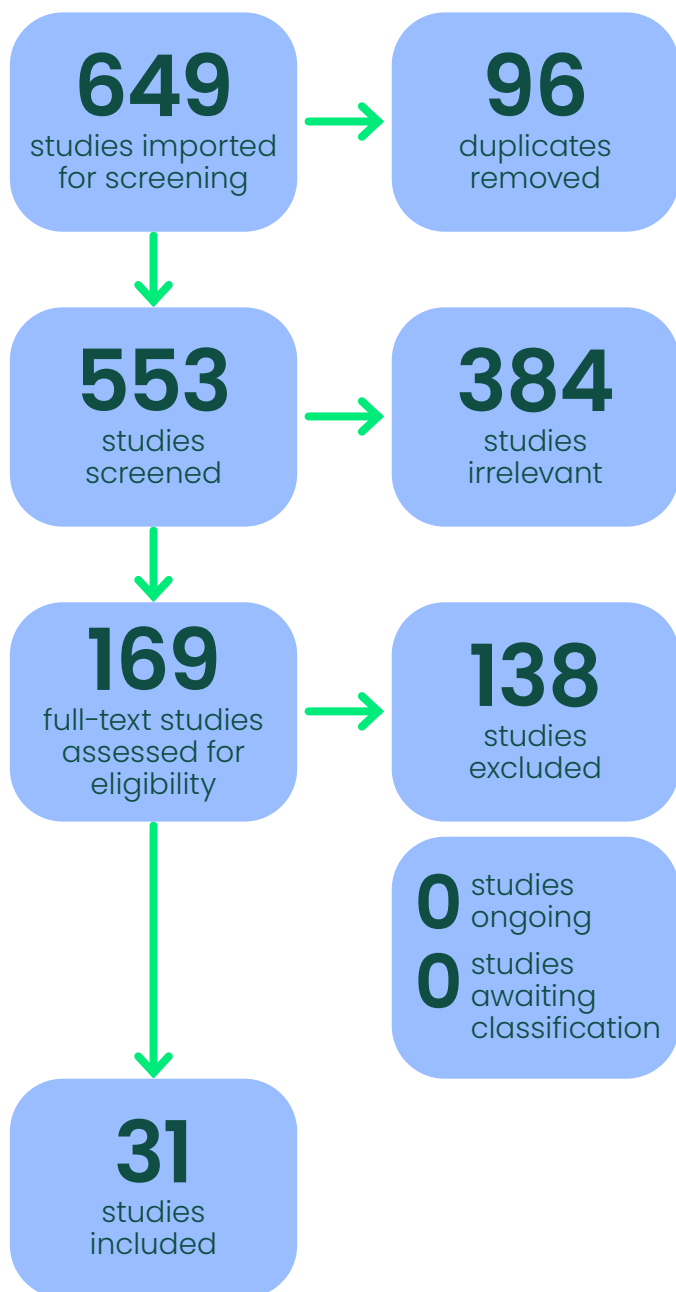 649
studies imported
for screening
96
duplicates
removed
553
studies
screened
384
studies
irrelevant
169
full-text studies
assessed for
eligibility
138
studies
excluded
0 studies
ongoing
0 studies
awaiting
classification
31
studies
included